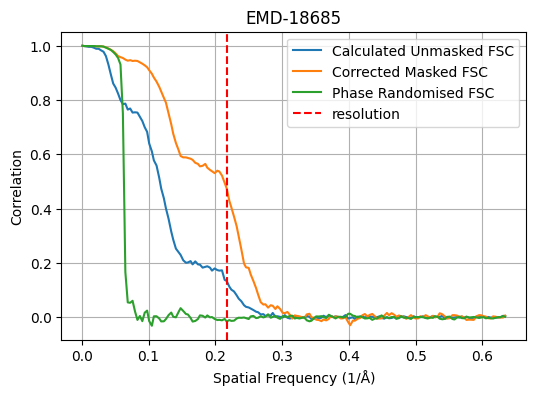 EMD-18685
Calculated Unmasked FSC
Corrected Masked FSC
Phase Randomised FSC
resolution
Correlation
1.0
0.8
0.6
0.4
0.2
0.0
0.0 0.1 0.2 0.3 0.4 0.5 0.6
Spatial Frequency (1/Å)